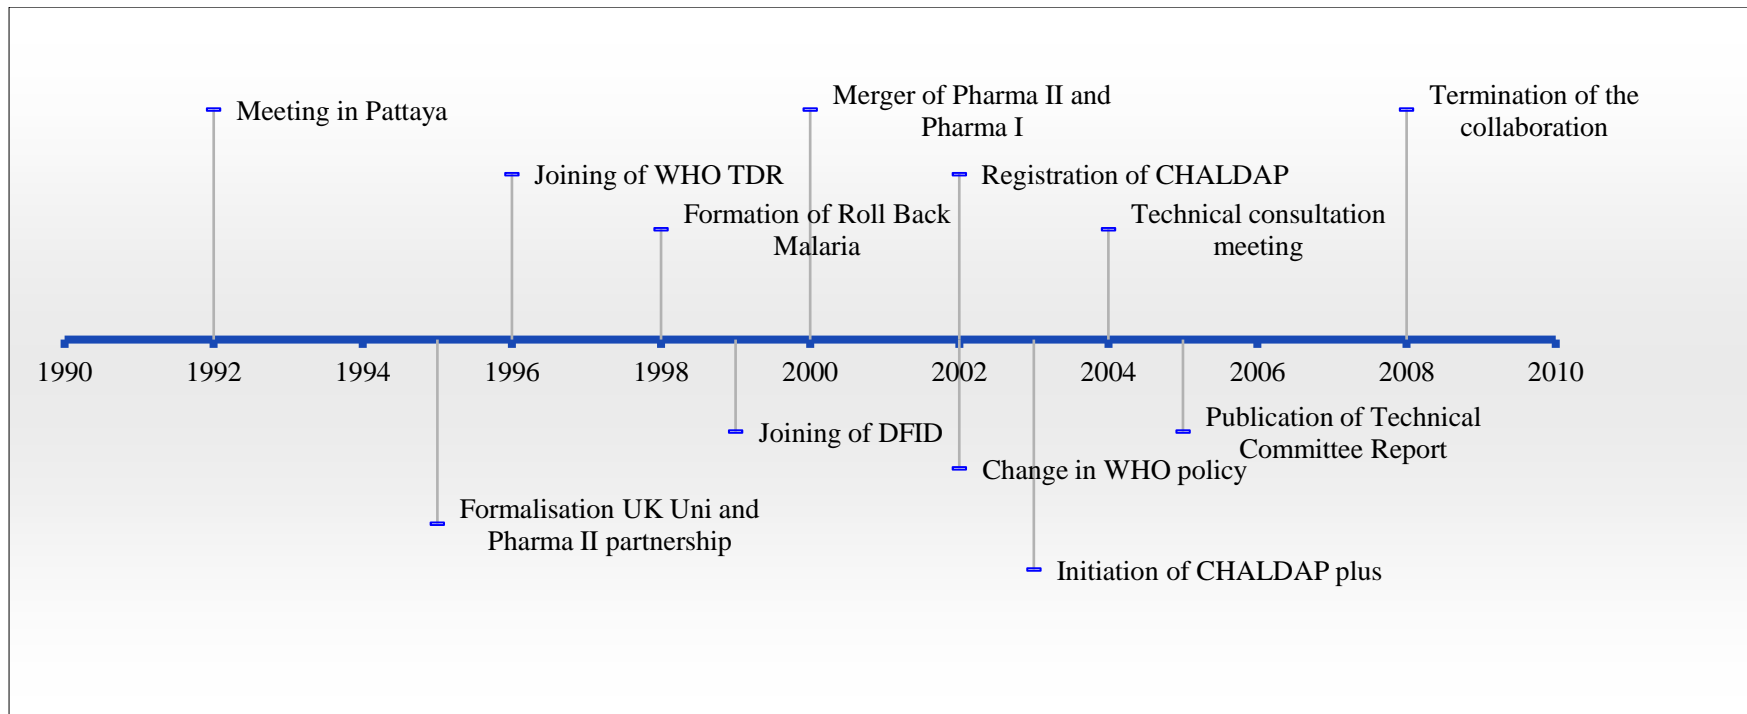 Meeting in Pattaya
Merger of Pharma II and
Pharma I
Termination of the
collaboration
Joining of WHO TDR
Registration of CHALDAP
Formation of Roll Back
Malaria
Technical consultation
meeting
1990 1992 1994 1996 1998 2000 2002 2004 2006 2008 2010
Joining of DFID
Publication of Technical
Committee Report
Change in WHO policy
Formalisation UK Uni and
Pharma II partnership
Initiation of CHALDAP plus